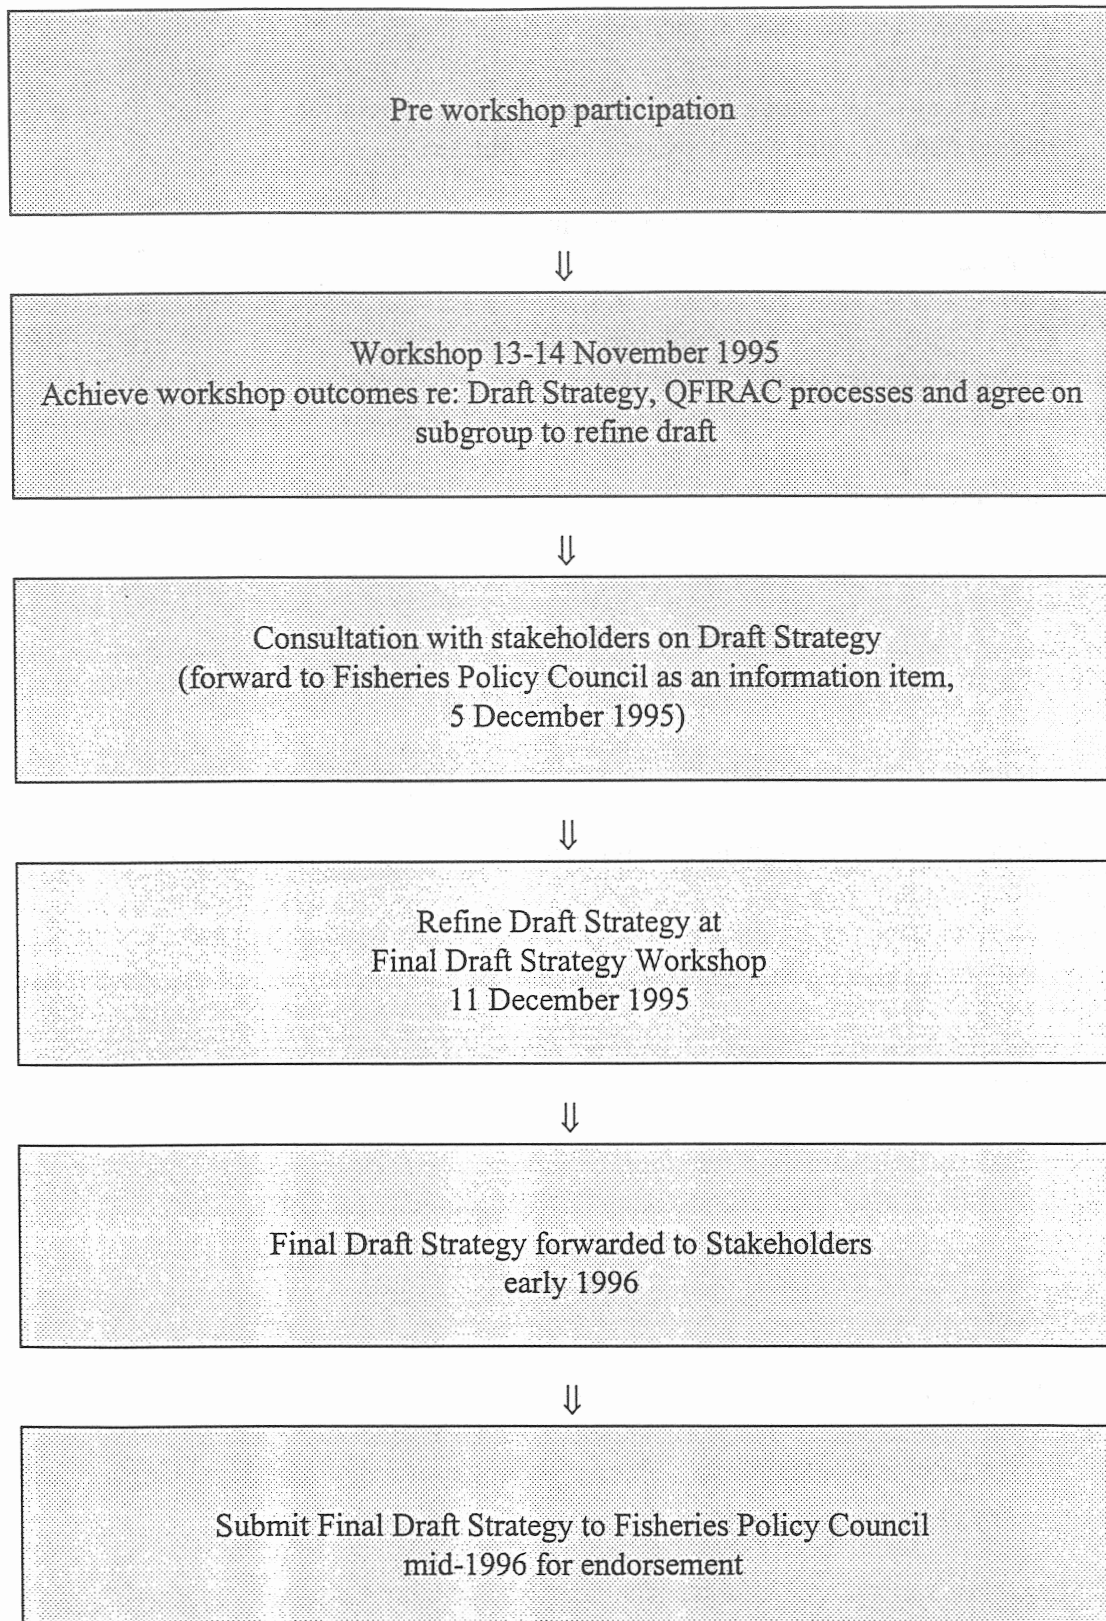 Pre workshop participation
⇓
Workshop 13-14 November 1995
Achieve workshop outcomes re: Draft Strategy, QFIRAC processes and agree on
subgroup to refine draft
⇓
Consultation with stakeholders on Draft Strategy
(forward to Fisheries Policy Council as an information item,
5 December 1995)
⇓
Refine Draft Strategy at
Final Draft Strategy Workshop
11 December 1995
⇓
Final Draft Strategy forwarded to Stakeholders
early 1996
⇓
Submit Final Draft Strategy to Fisheries Policy Council
mid-1996 for endorsement